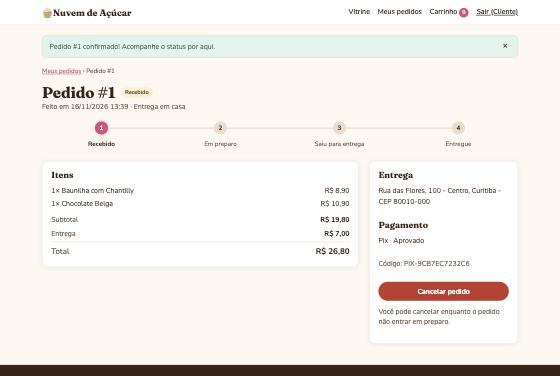 Nuvem de Açúcar
Vitrine Meus pedidos Carrinho 0 Sair (Cliente)
Pedido #1 confirmado! Acompanhe o status por aqui. ×
Meus pedidos › Pedido #1
Pedido #1 Recebido
Feito em 16/11/2026 13:39 · Entrega em casa
1 2 3 4
Recebido Em preparo Saiu para entrega Entregue
Itens
1× Baunilha com Chantilly R$ 8,90
1× Chocolate Belga R$ 10,90
Subtotal R$ 19,80
Entrega R$ 7,00
Total R$ 26,80
Entrega
Rua das Flores, 100 - Centro, Curitiba -
CEP 80010-000
Pagamento
Pix · Aprovado
Código: PIX-9CB7EC7232C6
Cancelar pedido
Você pode cancelar enquanto o pedido
não entrar em preparo.